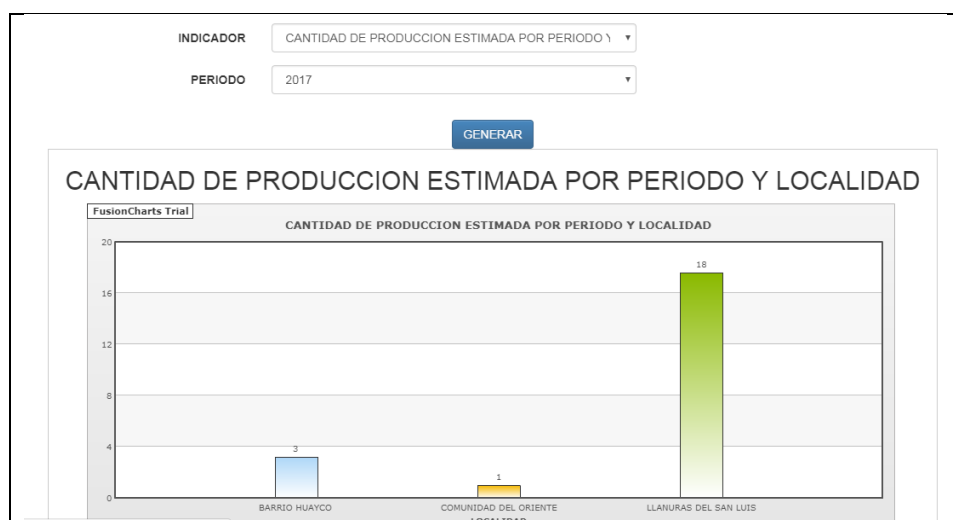 INDICADOR CANTIDAD DE PRODUCCION ESTIMADA POR PERIODO
PERIODO 2017
GENERAR
CANTIDAD DE PRODUCCION ESTIMADA POR PERIODO Y LOCALIDAD
FusionCharts Trial
CANTIDAD DE PRODUCCION ESTIMADA POR PERIODO Y LOCALIDAD
20
16
12
8
4
0
3
1
18
BARRIO HUAYCO COMUNIDAD DEL ORIENTE LLANURAS DEL SAN LUIS
LOCALIDAD